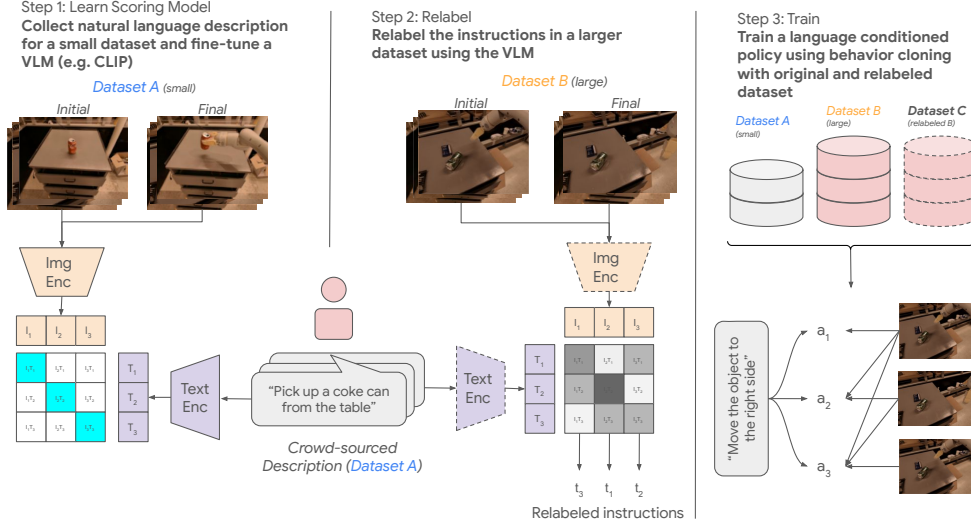 Step 1: Learn Scoring Model
Collect natural language description
for a small dataset and fine-tune a
VLM (e.g. CLIP)
Dataset A (small)
Initial
Final
Img
Enc
I1
I2
I3
T1
T2
T3
Text
Enc
"Pick up a coke can
from the table"
Crowd-sourced
Description (Dataset A)
Step 2: Relabel
Relabel the instructions in a larger
dataset using the VLM
Dataset B (large)
Initial
Final
Img
Enc
I1
I2
I3
Text
Enc
T1
T2
T3
t3
t1
t2
Relabeled instructions
Step 3: Train
Train a language conditioned
policy using behavior cloning
with original and relabeled
dataset
Dataset A
(small)
Dataset B
(large)
Dataset C
(relabeled B)
"Move the object to
the right side"
a1
a2
a3